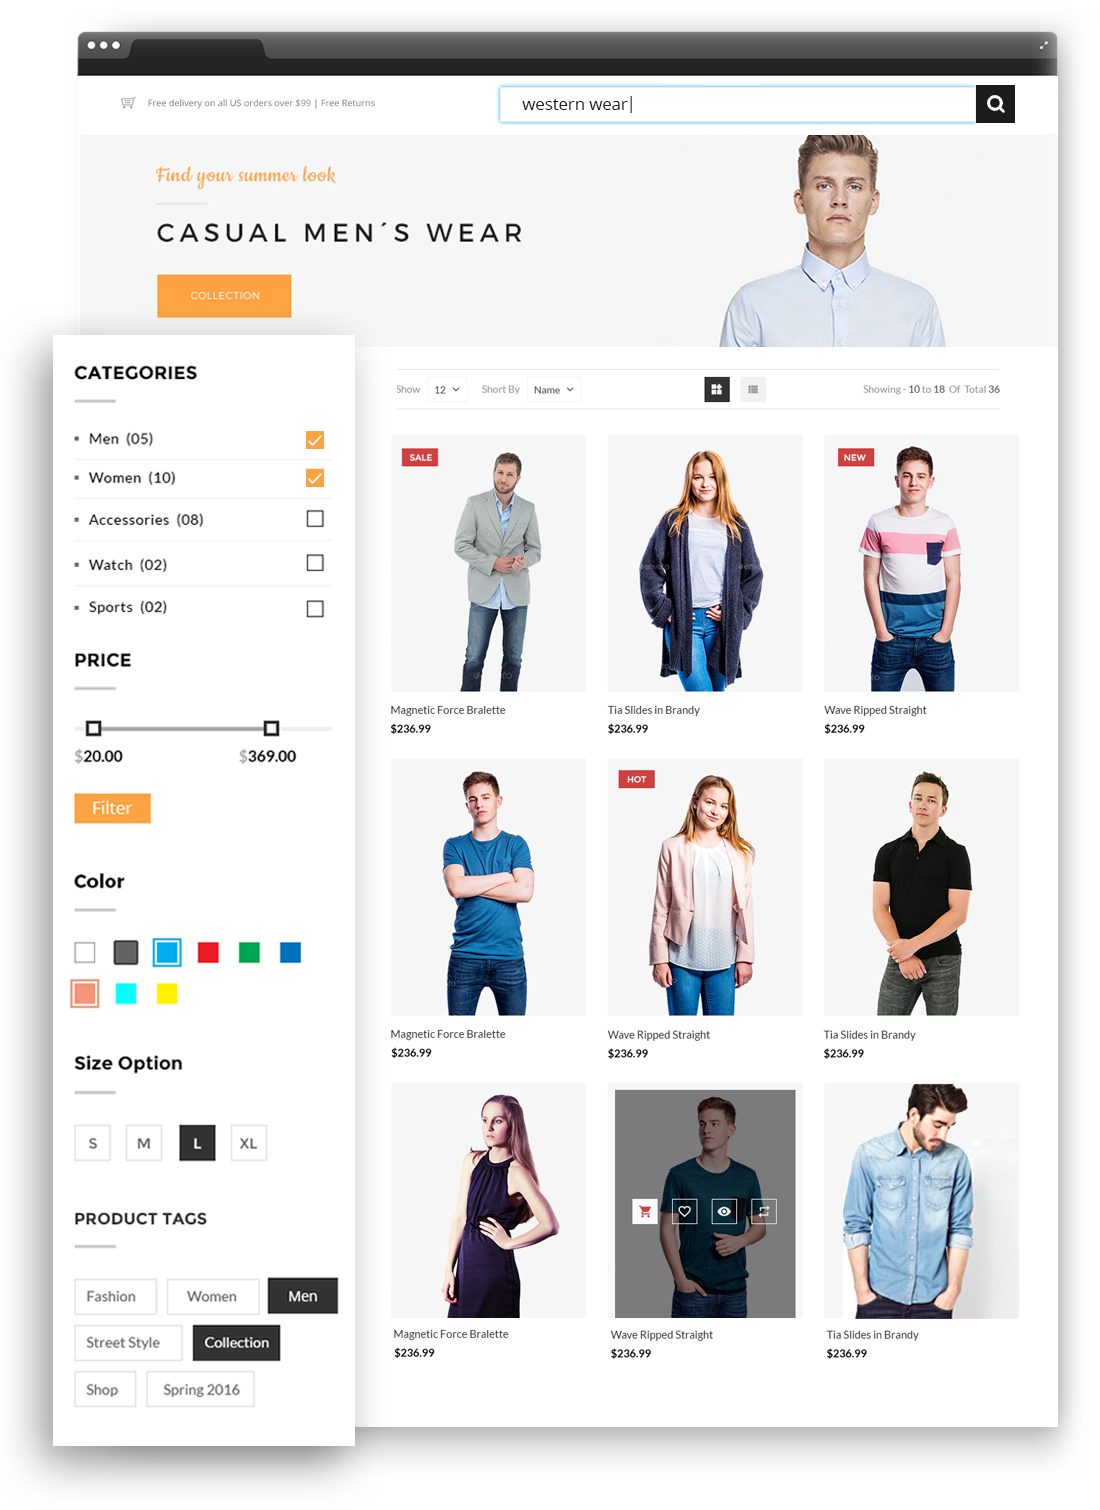 Free delivery on all US orders over $99 | Free Returns
western wear
Find your summer look
CASUAL MEN´S WEAR
COLLECTION
CATEGORIES
Men (05)
Women (10)
Accessories (08)
Watch (02)
Sports (02)
PRICE
$20.00 $369.00
Filter
Color
Size Option
S M L XL
PRODUCT TAGS
Fashion Women Men
Street Style Collection
Shop Spring 2016
Show 12 Short By Name Showing - 10 to 18 Of Total 36
SALE
NEW
envato
Magnetic Force Bralette Tia Slides in Brandy Wave Ripped Straight
$236.99 $236.99 $236.99
HOT
Magnetic Force Bralette Wave Ripped Straight Tia Slides in Brandy
$236.99 $236.99 $236.99
Magnetic Force Bralette Wave Ripped Straight Tia Slides in Brandy
$236.99 $236.99 $236.99